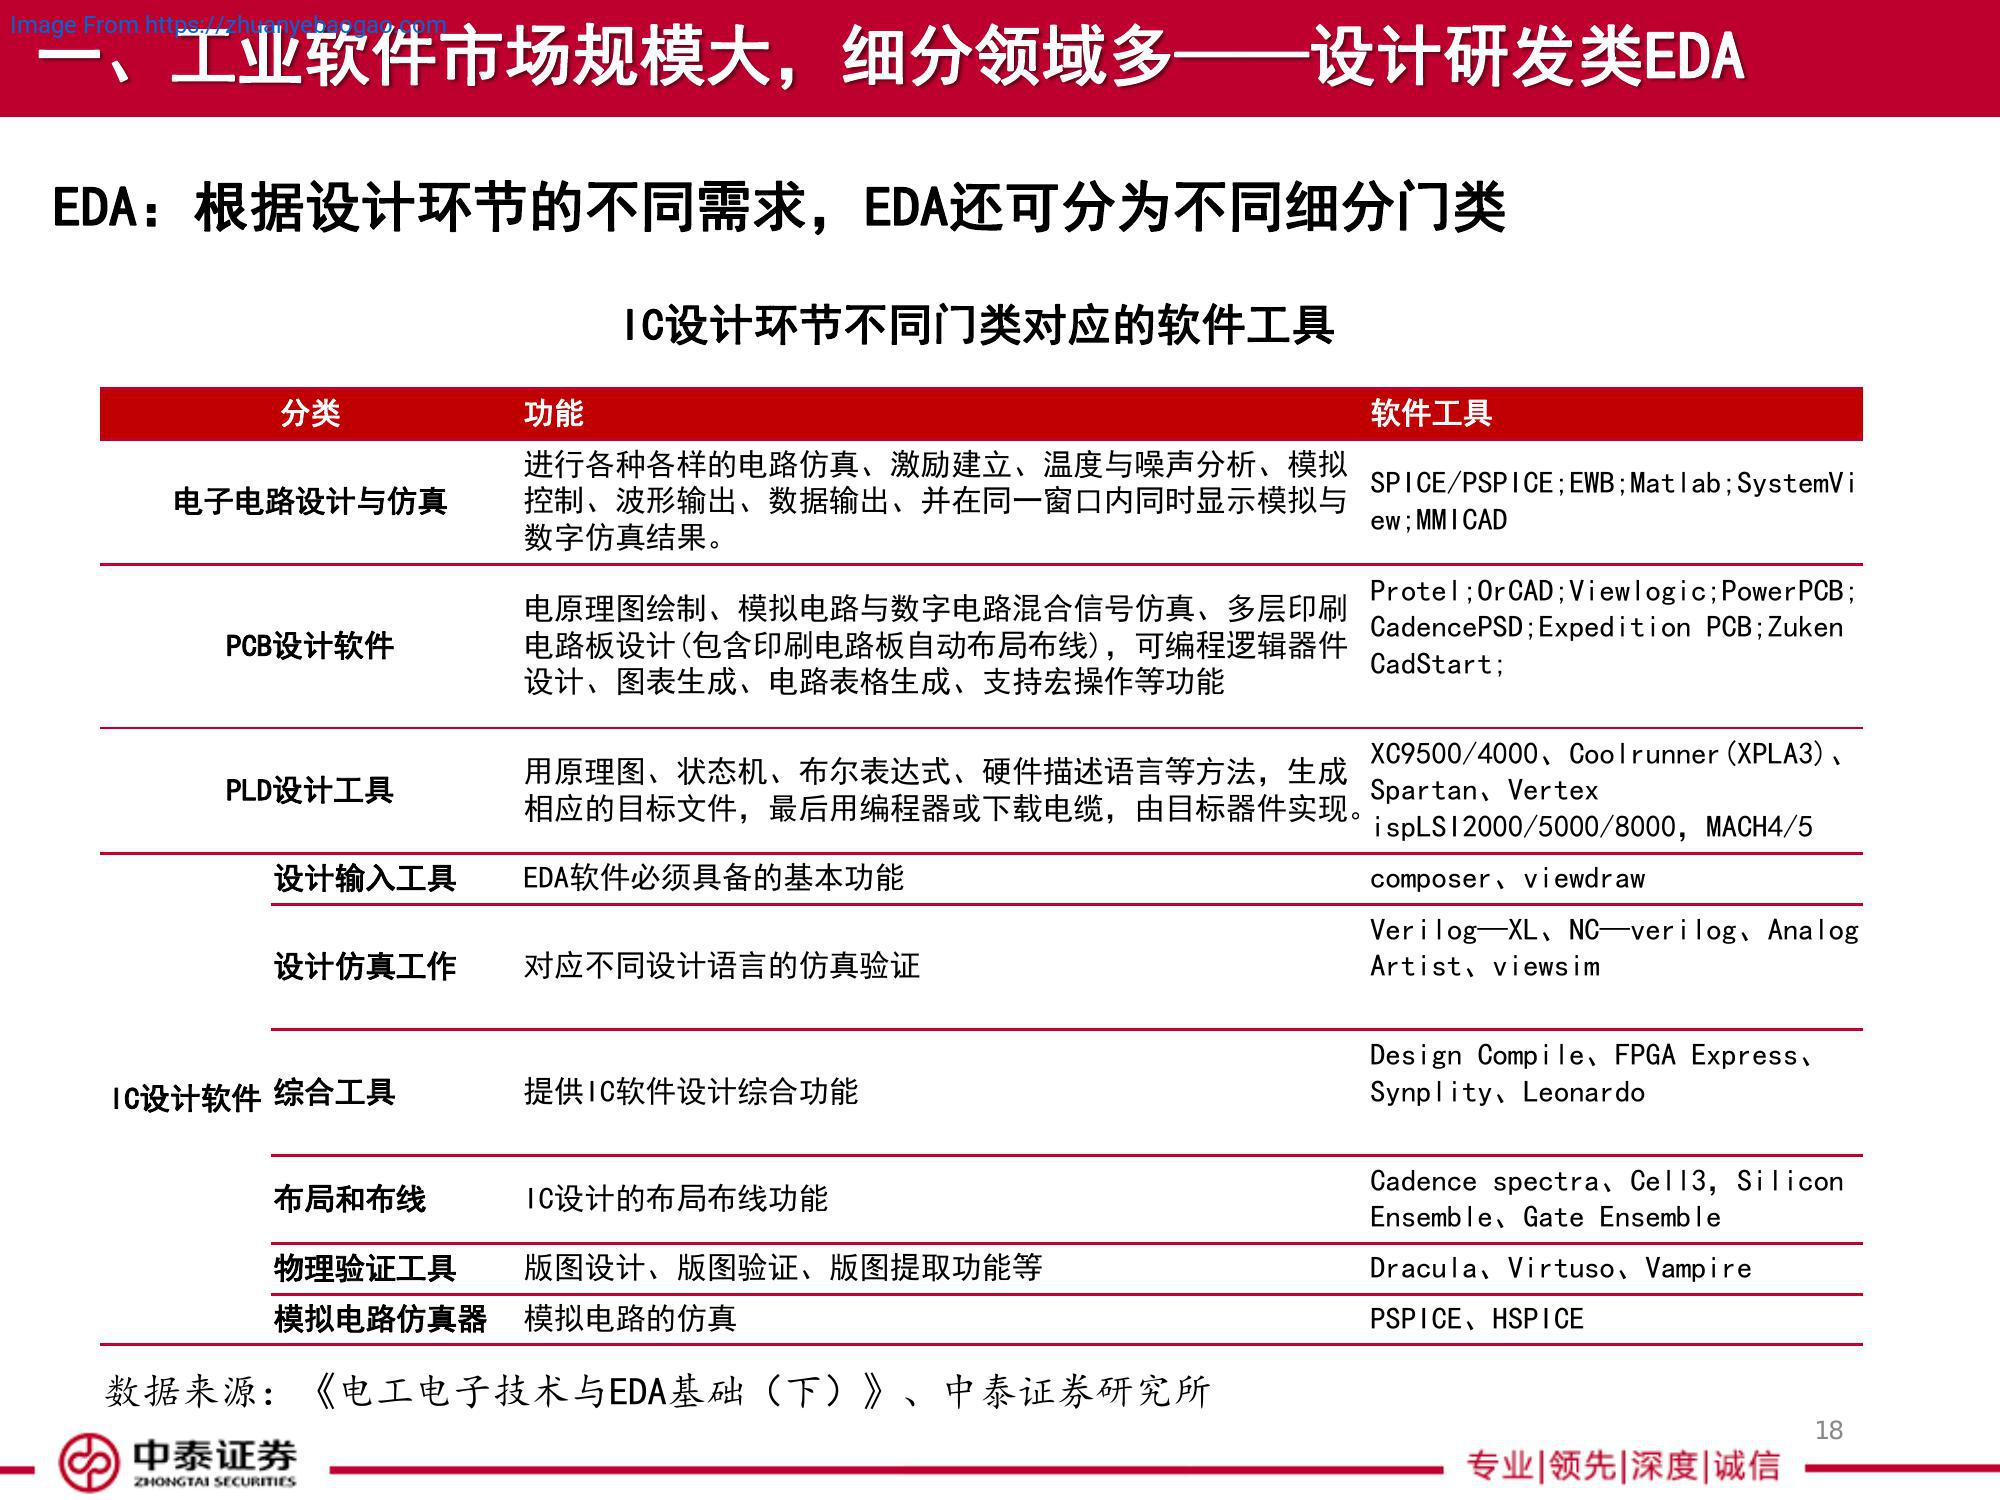 Image From https://zhuanyebaogao.com
一、工业软件市场规模大，细分领域多——设计研发类EDA
EDA：根据设计环节的不同需求，EDA还可分为不同细分门类
IC设计环节不同门类对应的软件工具
分类 功能 软件工具
电子电路设计与仿真
进行各种各样的电路仿真、激励建立、温度与噪声分析、模拟
控制、波形输出、数据输出、并在同一窗口内同时显示模拟与
数字仿真结果。
SPICE/PSPICE;EWB;Matlab;SystemVi
ew;MMICAD
PCB设计软件
电原理图绘制、模拟电路与数字电路混合信号仿真、多层印刷
电路板设计(包含印刷电路板自动布局布线)，可编程逻辑器件
设计、图表生成、电路表格生成、支持宏操作等功能
Protel;OrCAD;Viewlogic;PowerPCB;
CadencePSD;Expedition PCB;Zuken
CadStart;
PLD设计工具
用原理图、状态机、布尔表达式、硬件描述语言等方法，生成
相应的目标文件，最后用编程器或下载电缆，由目标器件实现。
XC9500/4000、Coolrunner(XPLA3)、
Spartan、Vertex
ispLSI2000/5000/8000，MACH4/5
IC设计软件
设计输入工具 EDA软件必须具备的基本功能 composer、viewdraw
设计仿真工作 对应不同设计语言的仿真验证
Verilog—XL、NC—verilog、Analog
Artist、viewsim
综合工具 提供IC软件设计综合功能
Design Compile、FPGA Express、
Synplity、Leonardo
布局和布线 IC设计的布局布线功能
Cadence spectra、Cell3，Silicon
Ensemble、Gate Ensemble
物理验证工具 版图设计、版图验证、版图提取功能等 Dracula、Virtuso、Vampire
模拟电路仿真器 模拟电路的仿真 PSPICE、HSPICE
数据来源：《电工电子技术与EDA基础（下）》、中泰证券研究所
18
中泰证券
ZHONGTAI SECURITIES
专业|领先|深度|诚信